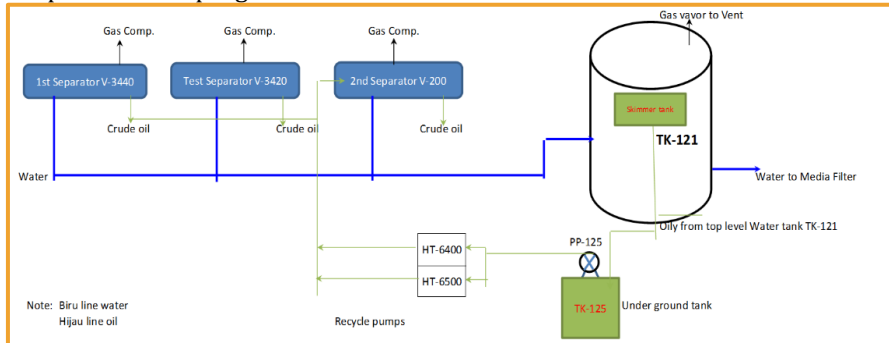 Gas Comp.
Gas Comp.
Gas Comp.
Gas vavor to Vent
1st Separator V-3440
Test Separator V-3420
2nd Separator V-200
Skimmer tank
TK-121
Crude oil
Crude oil
Crude oil
Water
Water to Media Filter
Oily from top level Water tank TK-121
PP-125
HT-6400
HT-6500
TK-125
Under ground tank
Note: Biru line water
Hijau line oil
Recycle pumps